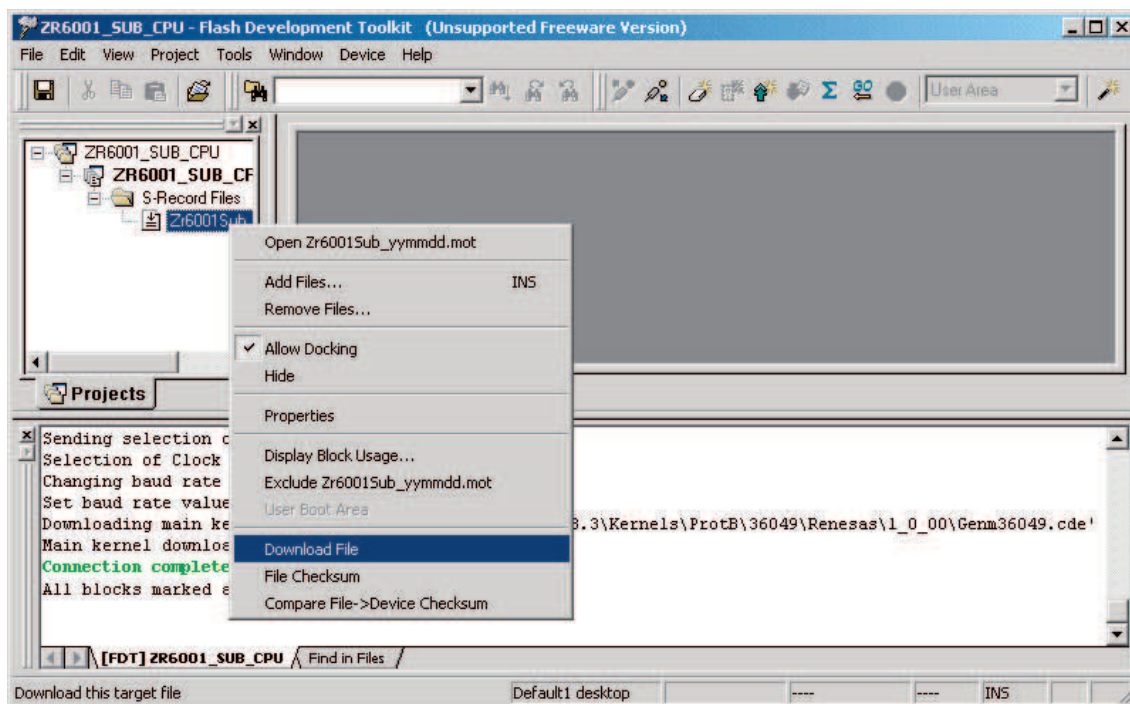 ZR6001_SUB_CPU - Flash Development Toolkit (Unsupported Freeware Version)
File Edit View Project Tools Window Device Help
User Area
ZR6001_SUB_CPU
ZR6001_SUB_CF
S-Record Files
Zr6001Sub
Open Zr6001Sub_yymmdd.mot
Add Files... INS
Remove Files...
Allow Docking
Hide
Projects
Properties
Sending selection
Selection of Clock
Display Block Usage...
Changing baud rate
Exclude Zr6001Sub_yymmdd.mot
Set baud rate value
User Boot Area
Downloading main ke 3.3\Kernels\ProtB\36049\Renesas\1_0_00\Genm36049.cde'
Main kernel downloa
Download File
Connection complete
File Checksum
All blocks marked
Compare File->Device Checksum
[FDT] ZR6001_SUB_CPU Find in Files
Download this target file Default1 desktop ---- ---- INS